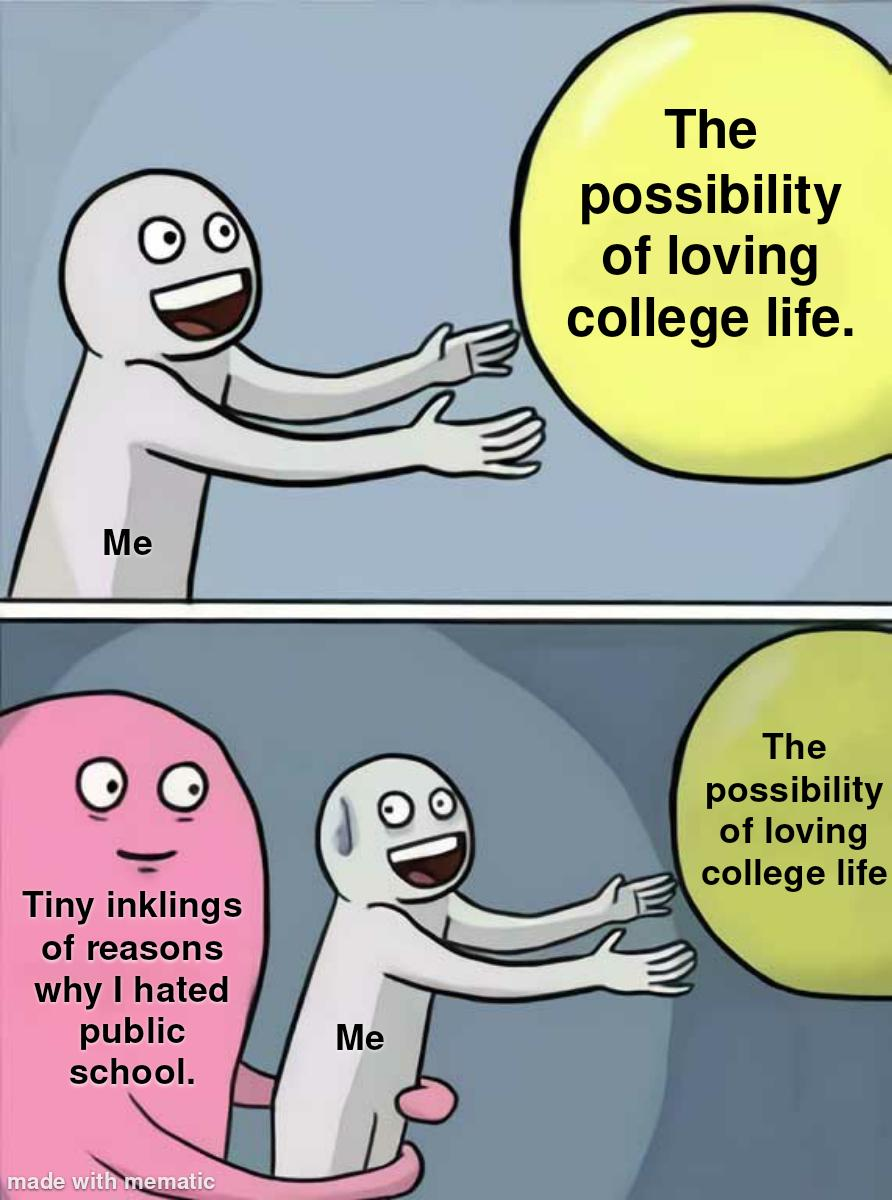 The
possibility
of loving
college life.
Me
The
possibility
of loving
college life
Tiny inklings
of reasons
why I hated
public
school.
Me
made with mematic